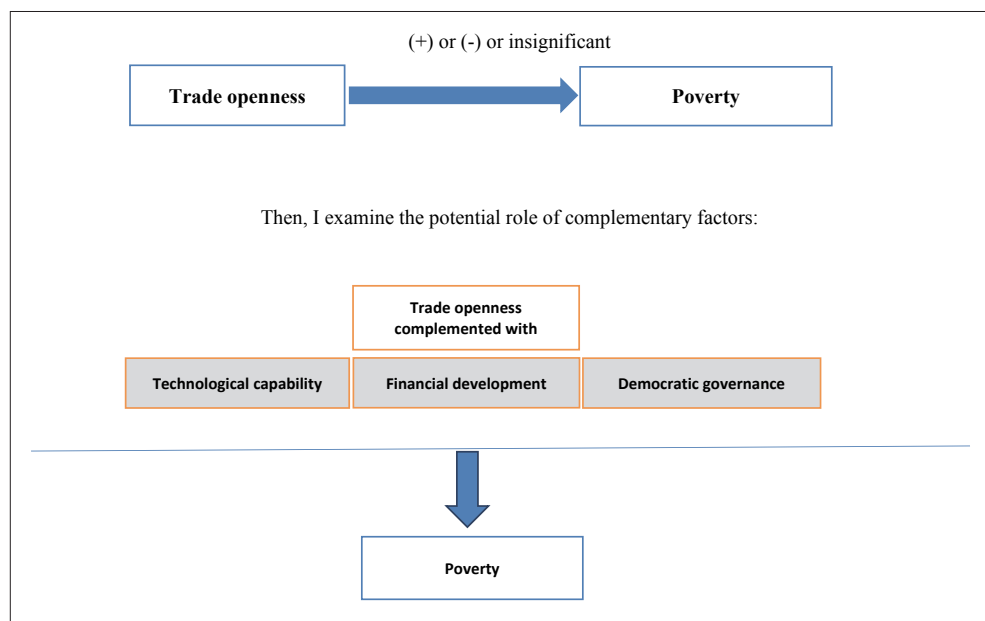 (+) or (-) or insignificant
Trade openness
Poverty
Then, I examine the potential role of complementary factors:
Trade openness
complemented with
Technological capability
Financial development
Democratic governance
Poverty